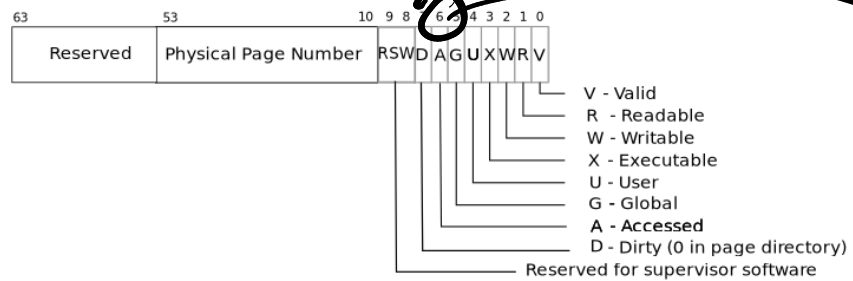 63 53 10 9 8 6 4 3 2 1 0
Reserved Physical Page Number RSW D A G U X W R V
V - Valid
R - Readable
W - Writable
X - Executable
U - User
G - Global
A - Accessed
D - Dirty (0 in page directory)
Reserved for supervisor software